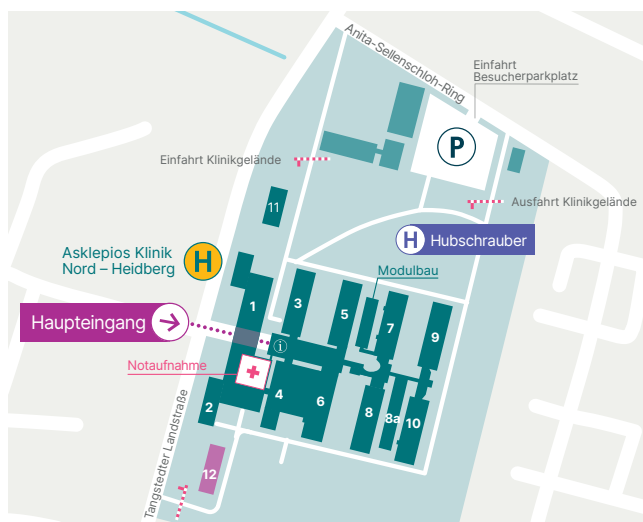 Anita-Sellenschloh-Ring
Einfahrt
Besucherparkplatz
P
Einfahrt Klinikgelände
Ausfahrt Klinikgelände
11
H Hubschrauber
Asklepios Klinik
Nord – Heidberg
H
Modulbau
1
3
5
7
9
Haupteingang
i
Notaufnahme
2
4
6
8
8a
10
12
Tangstedter Landstraße